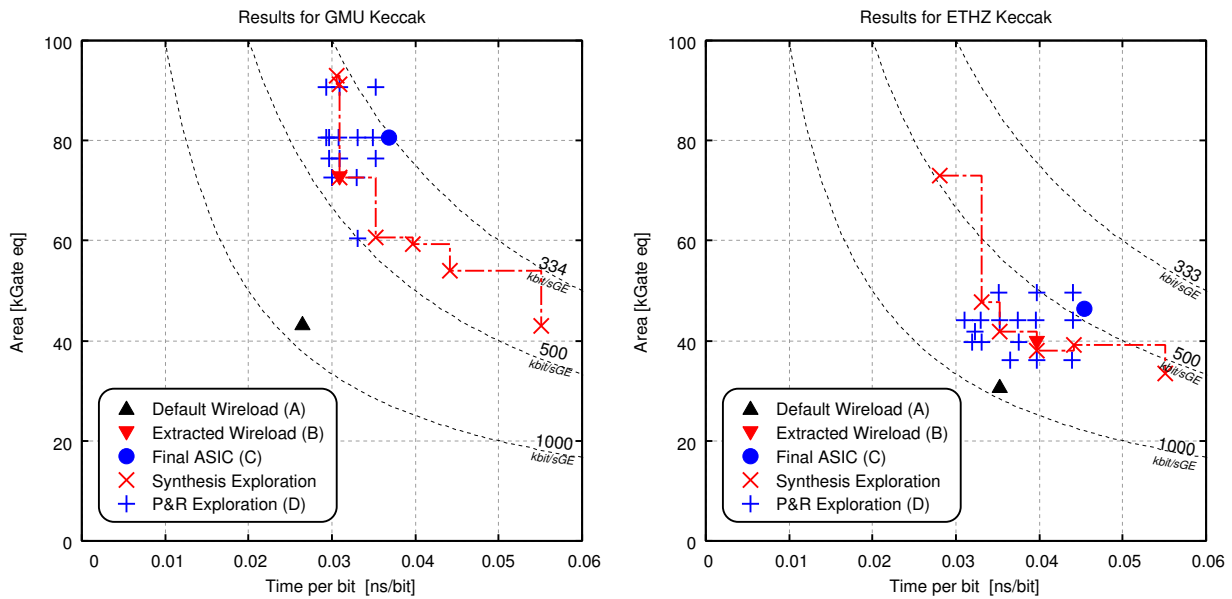 Results for GMU Keccak
100
80
60
40
20
0
Area [kGate eq]
334
kbit/sGE
500
kbit/sGE
1000
kbit/sGE
Default Wireload (A)
Extracted Wireload (B)
Final ASIC (C)
Synthesis Exploration
P&R Exploration (D)
0 0.01 0.02 0.03 0.04 0.05 0.06
Time per bit [ns/bit]
Results for ETHZ Keccak
100
80
60
40
20
0
Area [kGate eq]
333
kbit/sGE
500
kbit/sGE
1000
kbit/sGE
Default Wireload (A)
Extracted Wireload (B)
Final ASIC (C)
Synthesis Exploration
P&R Exploration (D)
0 0.01 0.02 0.03 0.04 0.05 0.06
Time per bit [ns/bit]